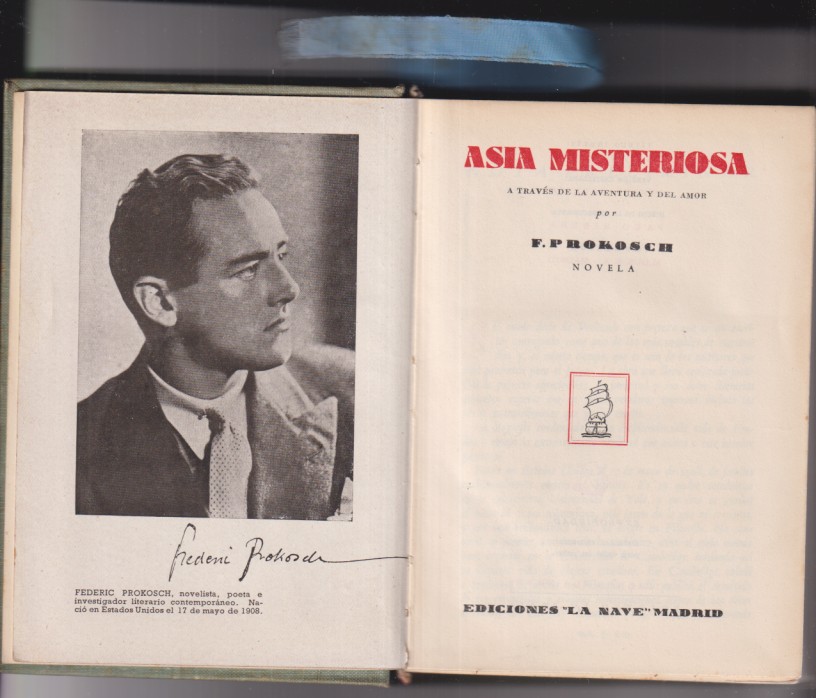 Frederic Prokosch
FEDERIC PROKOSCH, novelista, poeta e
investigador literario contemporáneo. Na-
ció en Estados Unidos el 17 de mayo de 1908.
ASIA MISTERIOSA
A TRAVÉS DE LA AVENTURA Y DEL AMOR
por
F. PROKOSCH
NOVELA
EDICIONES "LA NAVE" MADRID